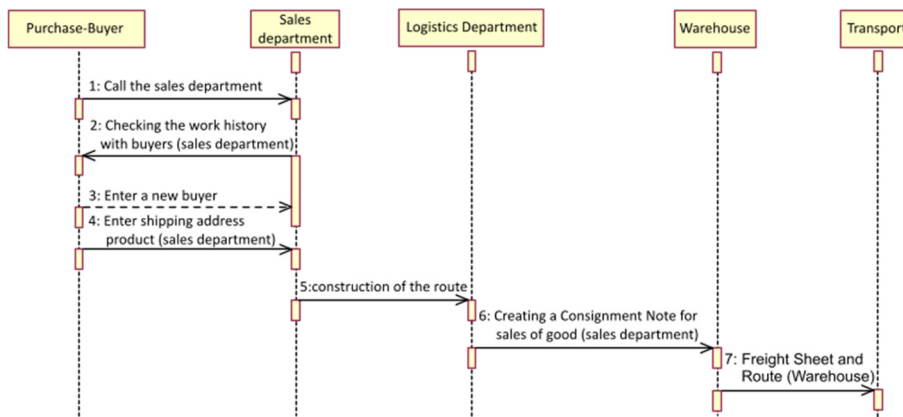 Purchase-Buyer
Sales
department
Logistics Department
Warehouse
Transport
1: Call the sales department
2: Checking the work history
with buyers (sales department)
3: Enter a new buyer
4: Enter shipping address
product (sales department)
5:construction of the route
6: Creating a Consignment Note for
sales of good (sales department)
7: Freight Sheet and
Route (Warehouse)